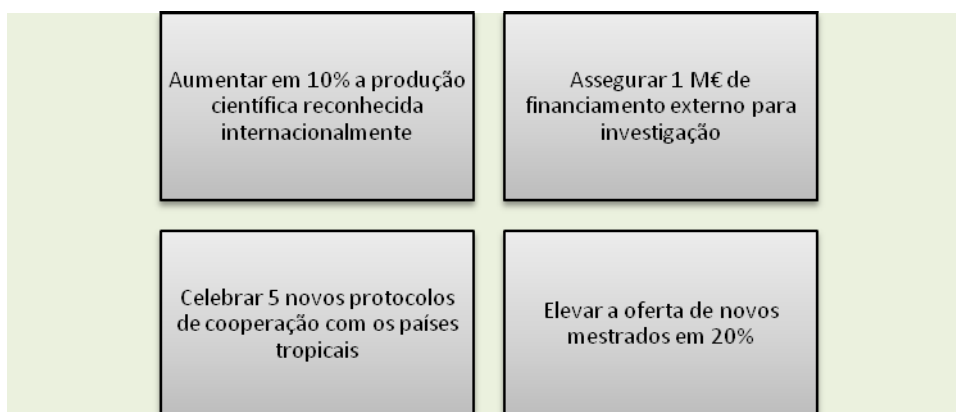 Aumentar em 10% a produção
científica reconhecida
internacionalmente
Assegurar 1 M€ de
financiamento externo para
investigação
Celebrar 5 novos protocolos
de cooperação com os países
tropicais
Elevar a oferta de novos
mestrados em 20%